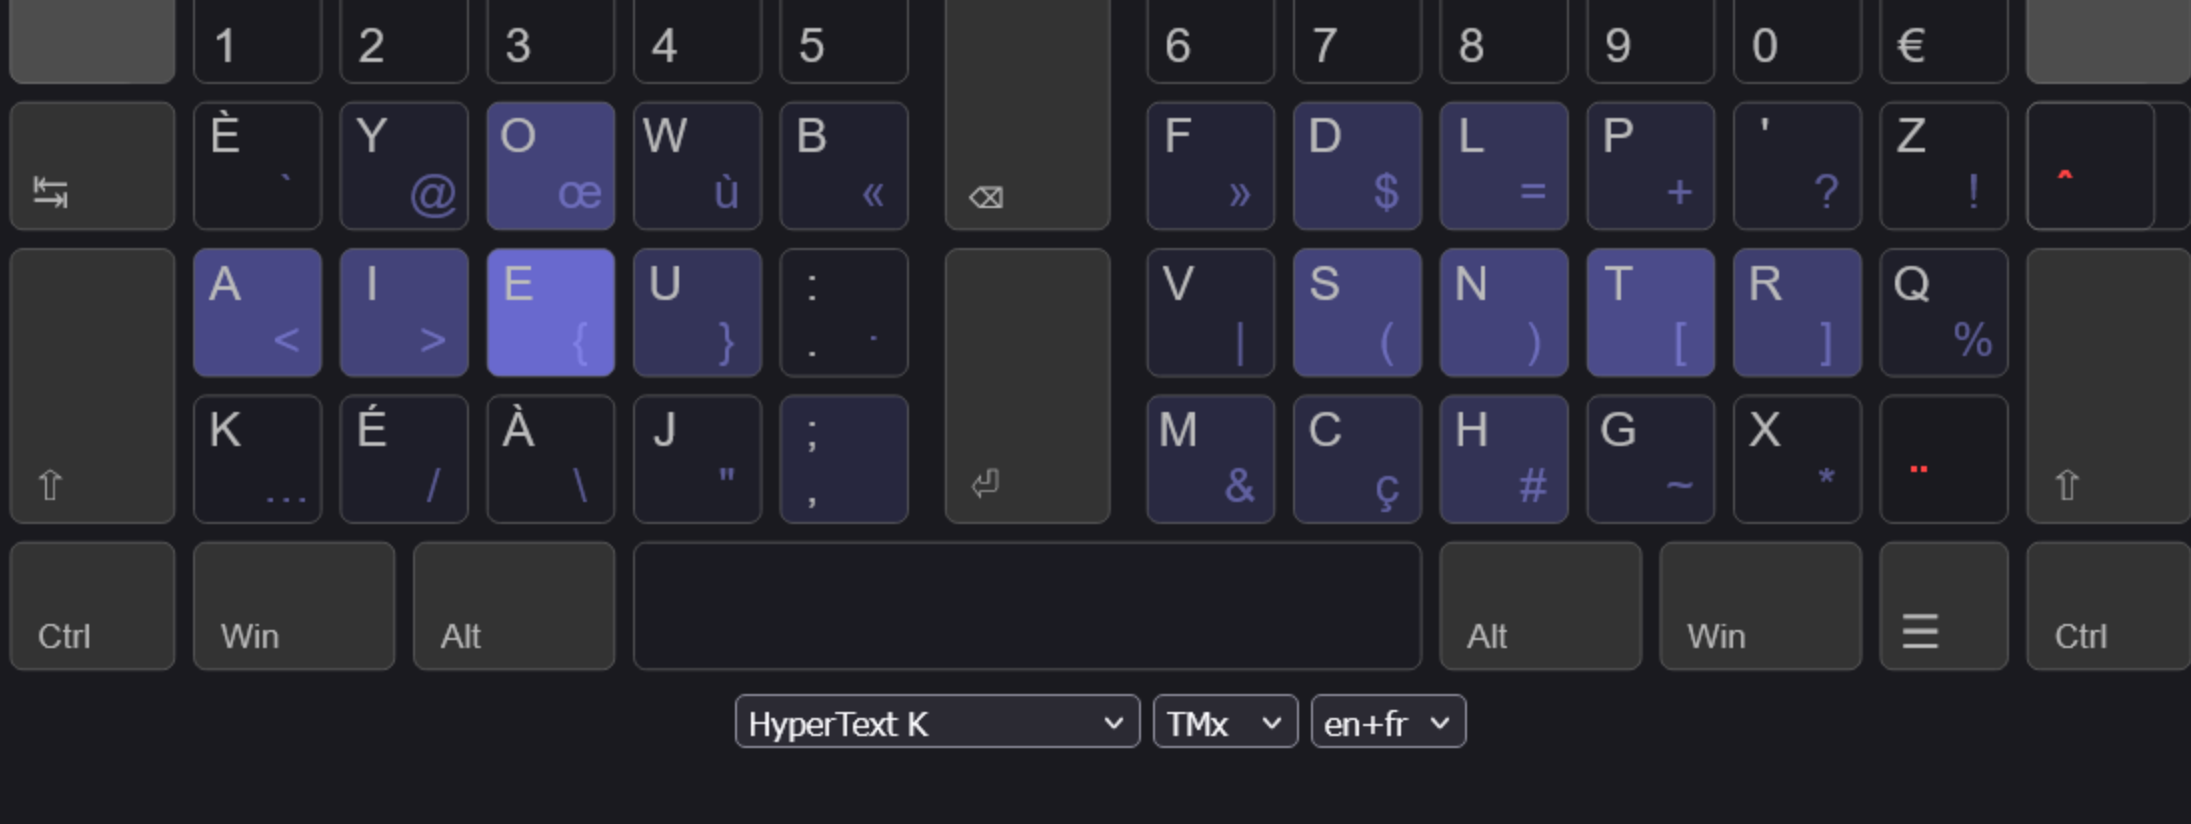 1 2 3 4 5 6 7 8 9 0 €
È ` Y @ O œ W ù B « ⌫ F » D $ L = P + ' ? Z ! ^
↹
A < I > E { U } : . · V | S ( N ) T [ R ] Q %
⇧ K … É / À \ J " ; , ⏎ M & C ç H # G ~ X * ¨ ⇧
Ctrl Win Alt Alt Win ☰ Ctrl
HyperText K TMx en+fr